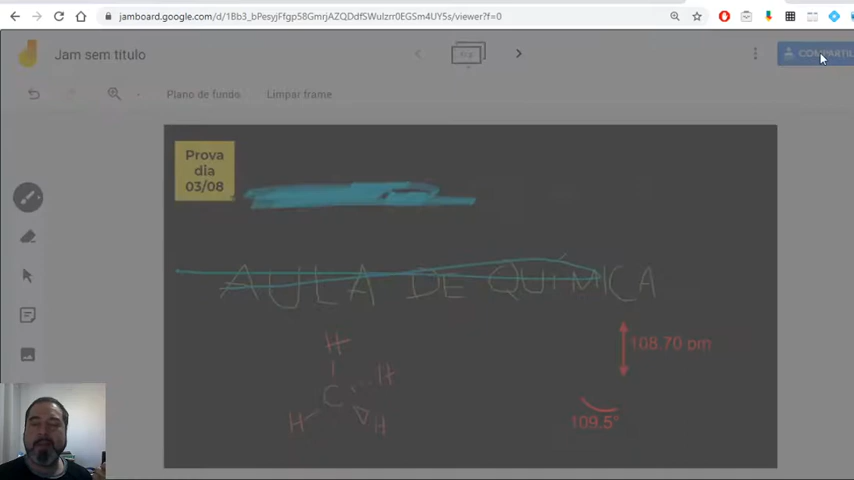 jamboard.google.com/d/1Bb3_bPesyjFfgp58GmrjAZQDdfSWulzrr0EGSm4UY5s/viewer?f=0
Jam sem título
COMPARTIL
Plano de fundo
Limpar frame
Prova
dia
03/08
AULA DE QUÍMICA
H
108.70 pm
H
C
H
H
109.5°